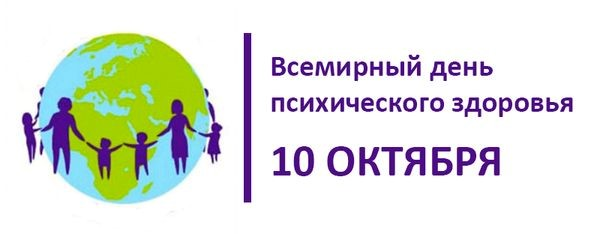 Всемирный день
психического здоровья
10 ОКТЯБРЯ